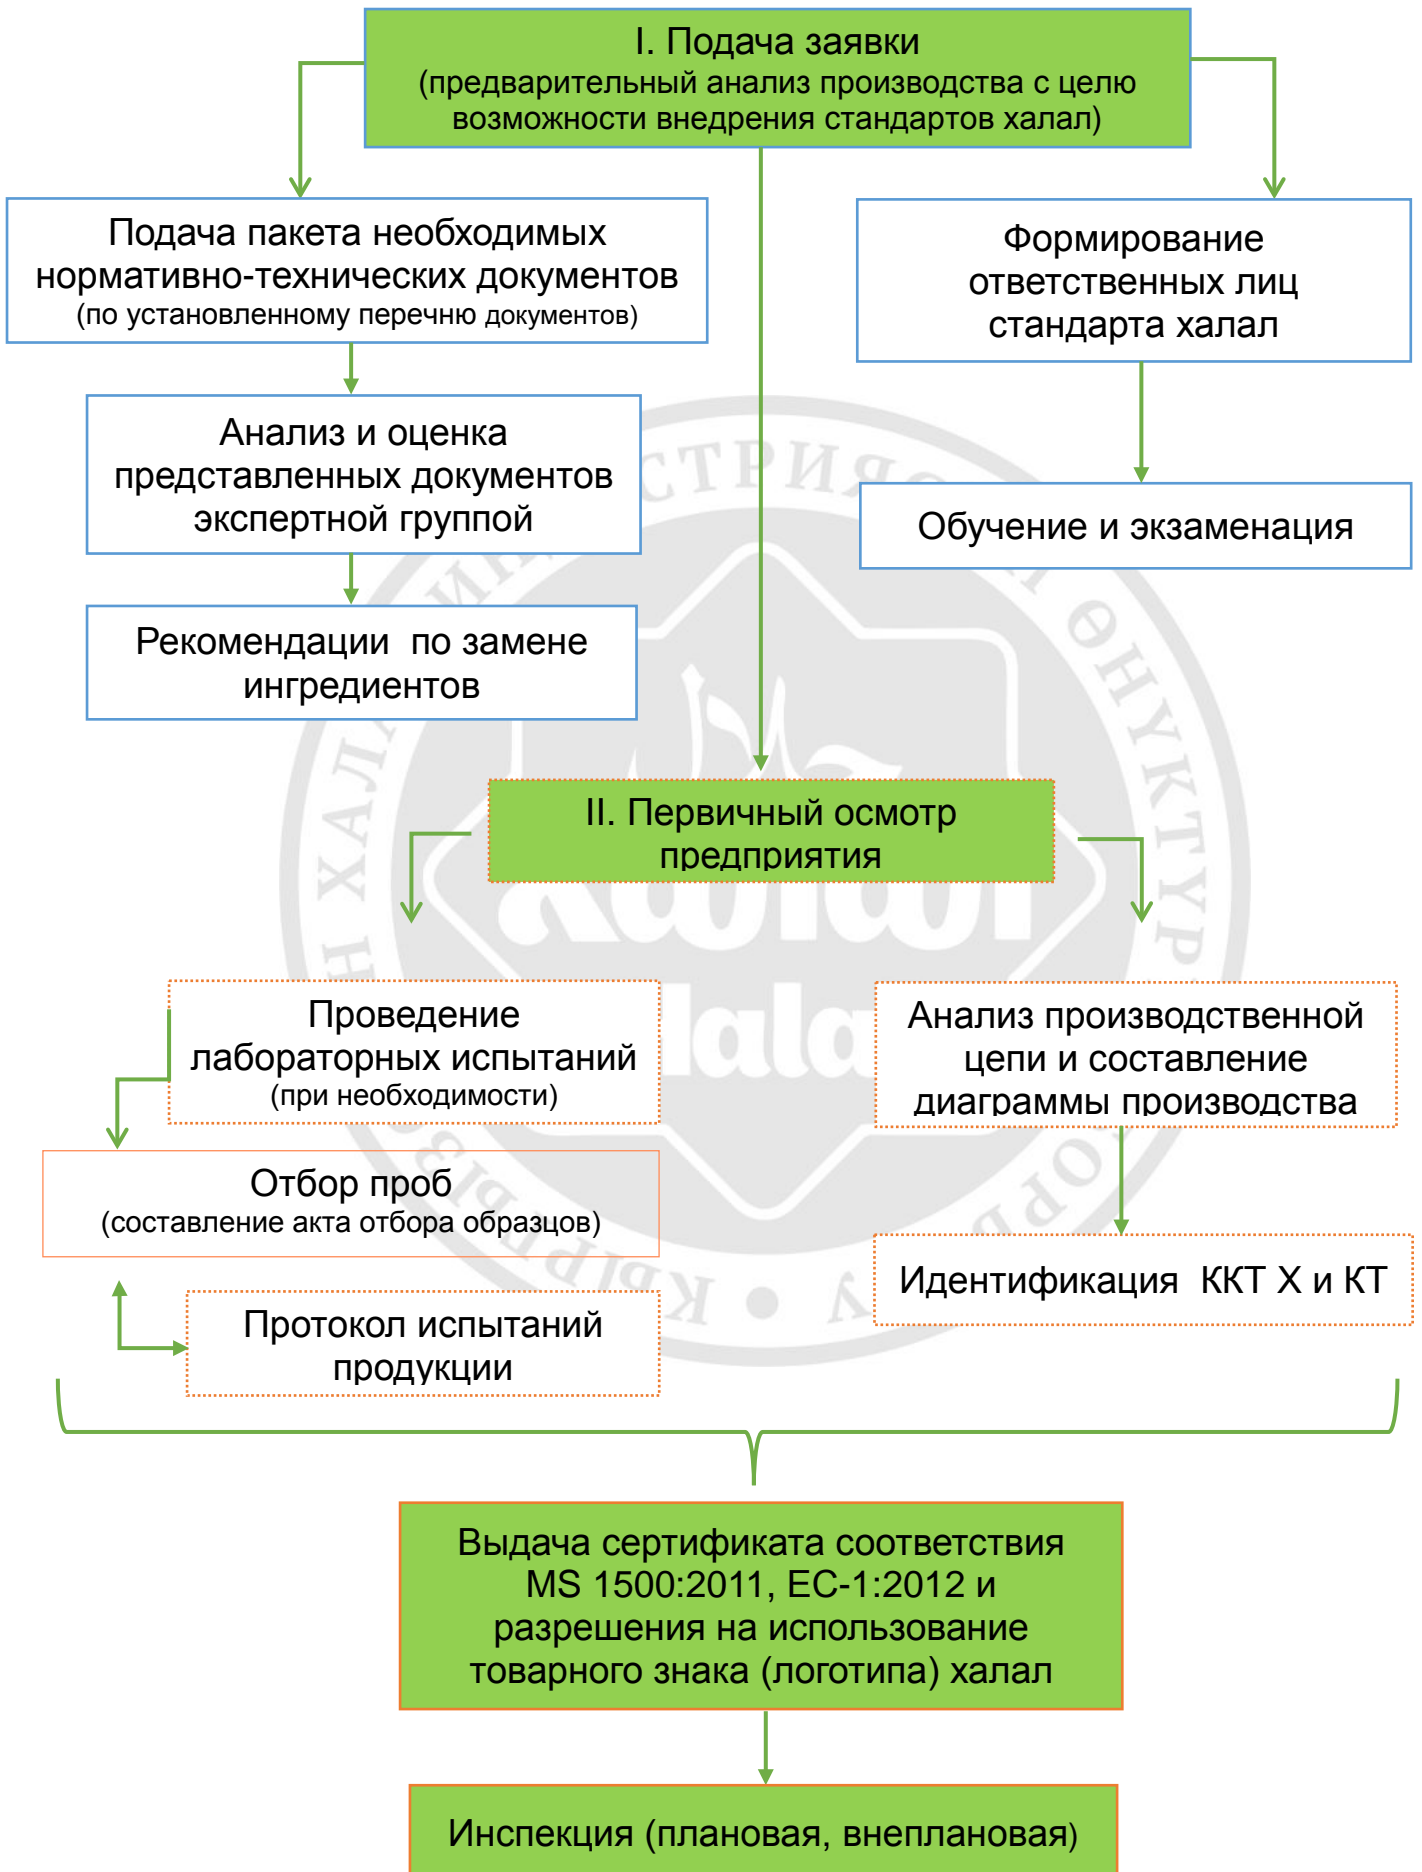 I. Подача заявки
(предварительный анализ производства с целю
возможности внедрения стандартов халал)
Подача пакета необходимых
нормативно-технических документов
(по установленному перечню документов)
Формирование
ответственных лиц
стандарта халал
Анализ и оценка
представленных документов
экспертной группой
Обучение и экзаменация
Рекомендации по замене
ингредиентов
II. Первичный осмотр
предприятия
Проведение
лабораторных испытаний
(при необходимости)
Анализ производственной
цепи и составление
диаграммы производства
Отбор проб
(составление акта отбора образцов)
Идентификация ККТ Х и КТ
Протокол испытаний
продукции
Выдача сертификата соответствия
MS 1500:2011, ЕС-1:2012 и
разрешения на использование
товарного знака (логотипа) халал
Инспекция (плановая, внеплановая)